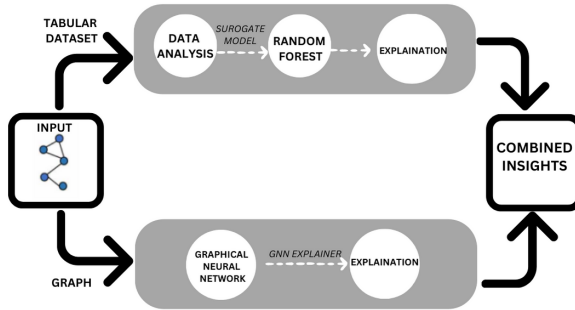 TABULAR
DATASET
DATA
ANALYSIS
SUROGATE
MODEL
RANDOM
FOREST
EXPLAINATION
INPUT
COMBINED
INSIGHTS
GRAPH
GRAPHICAL
NEURAL
NETWORK
GNN EXPLAINER
EXPLAINATION